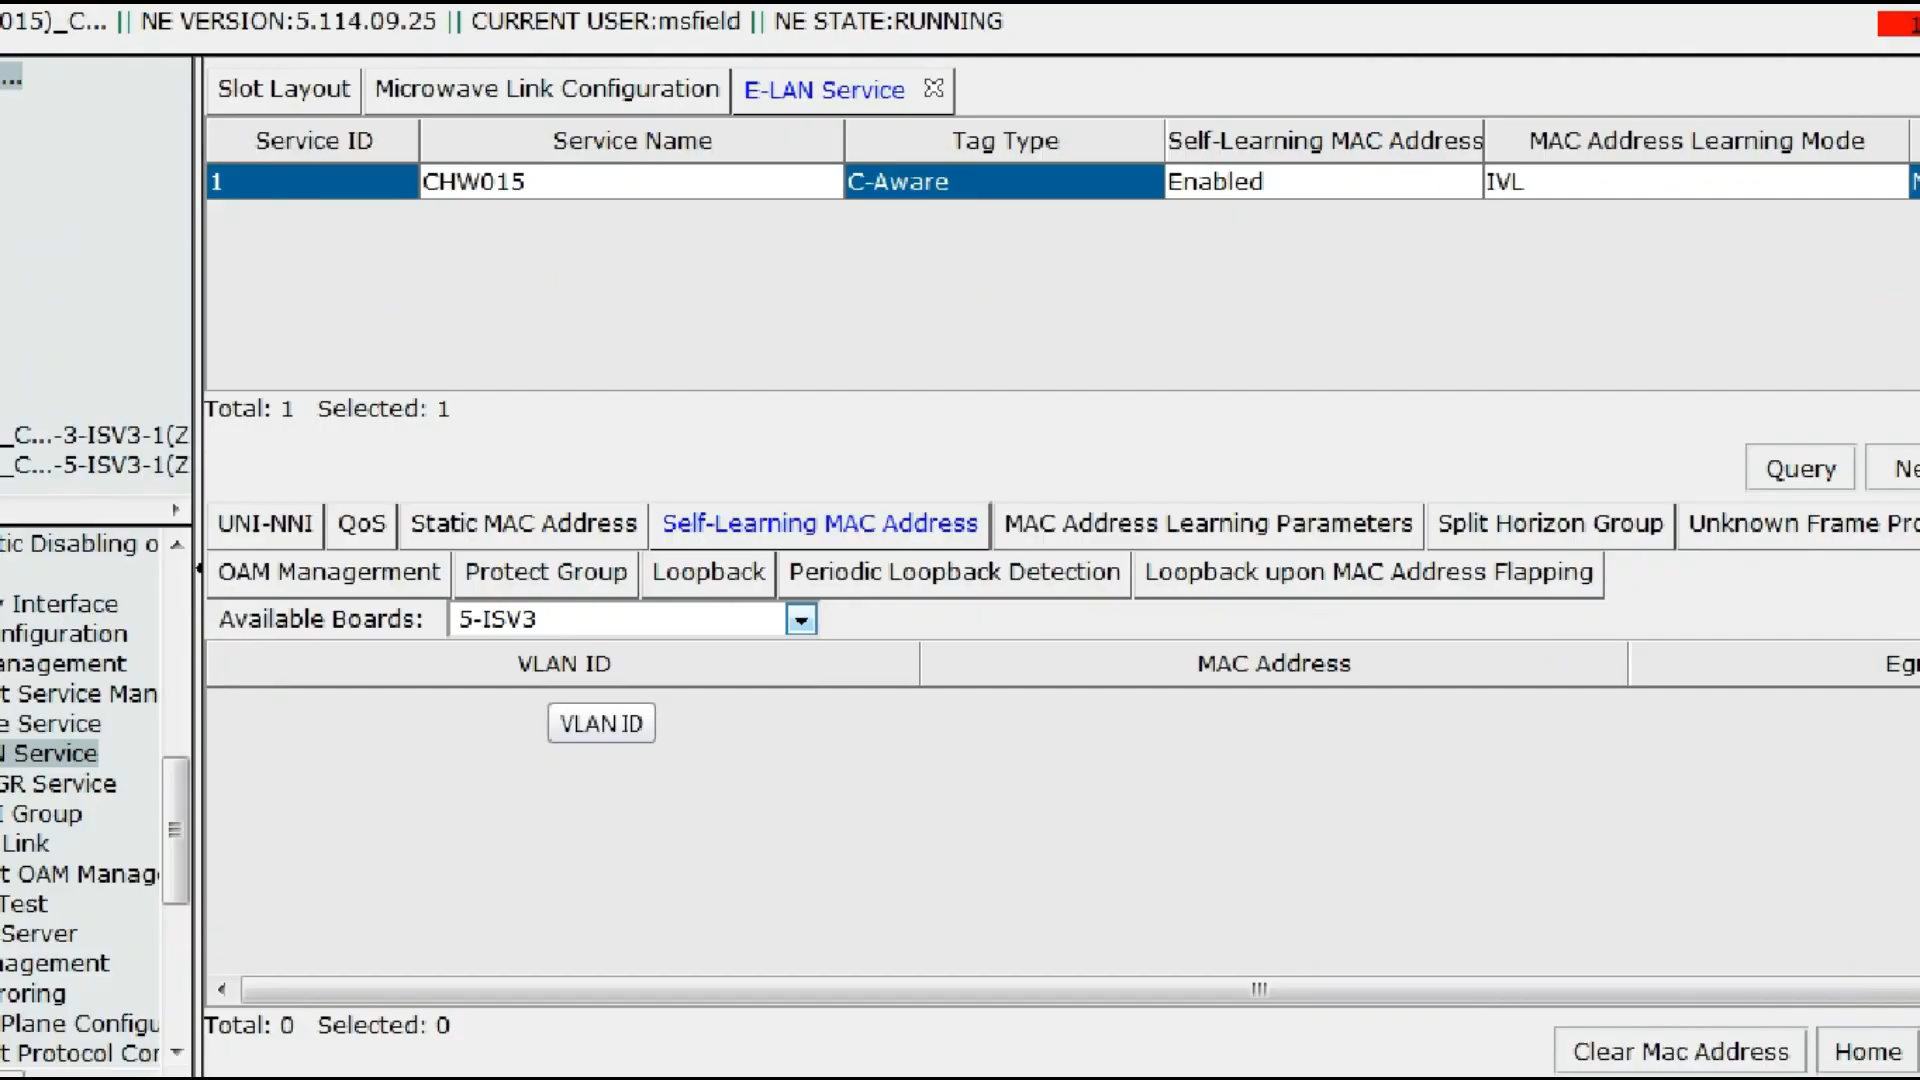 015)_C... || NE VERSION:5.114.09.25 || CURRENT USER:msfield || NE STATE:RUNNING
...
Slot Layout Microwave Link Configuration E-LAN Service
Service ID Service Name Tag Type Self-Learning MAC Address MAC Address Learning Mode
1 CHW015 C-Aware Enabled IVL
Total: 1 Selected: 1
_C...-3-ISV3-1(Z
_C...-5-ISV3-1(Z
Query Ne
UNI-NNI QoS Static MAC Address Self-Learning MAC Address MAC Address Learning Parameters Split Horizon Group Unknown Frame Pro
OAM Managerment Protect Group Loopback Periodic Loopback Detection Loopback upon MAC Address Flapping
Available Boards: 5-ISV3
VLAN ID MAC Address Egr
VLAN ID
tic Disabling o
Interface
nfiguration
anagement
t Service Man
e Service
Service
GR Service
Group
Link
t OAM Manag
Test
Server
nagement
roring
Plane Configu
t Protocol Cor
Total: 0 Selected: 0
Clear Mac Address Home